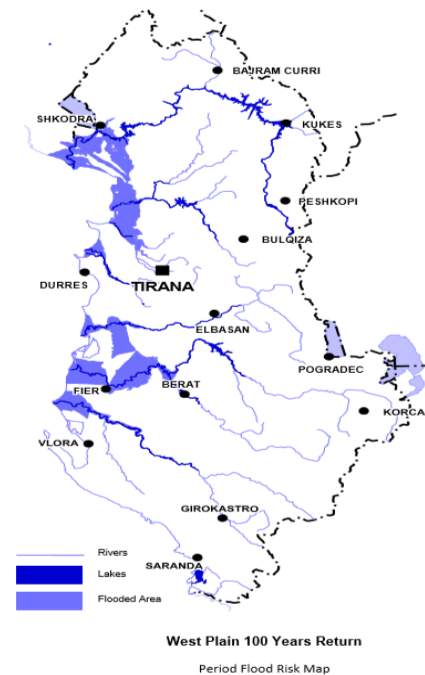 BAJRAM CURRI
SHKODRA
KUKES
PESHKOPI
BULQIZA
TIRANA
DURRES
ELBASAN
POGRADEC
FIER
BERAT
KORCA
VLORA
GIROKASTRO
SARANDA
Rivers
Lakes
Flooded Area
West Plain 100 Years Return
Period Flood Risk Map